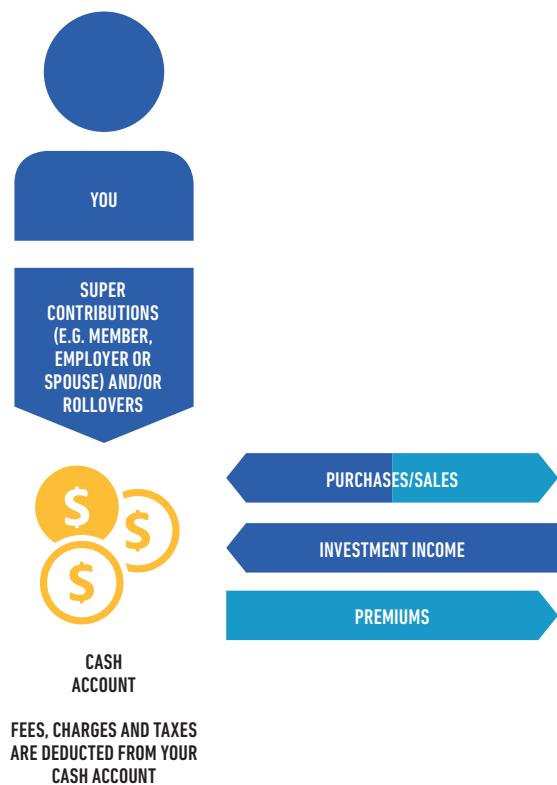 YOU
SUPER
CONTRIBUTIONS
(E.G. MEMBER,
EMPLOYER OR
SPOUSE) AND/OR
ROLLOVERS
PURCHASES/SALES
INVESTMENT INCOME
PREMIUMS
$
$
$
CASH
ACCOUNT
FEES, CHARGES AND TAXES
ARE DEDUCTED FROM YOUR
CASH ACCOUNT